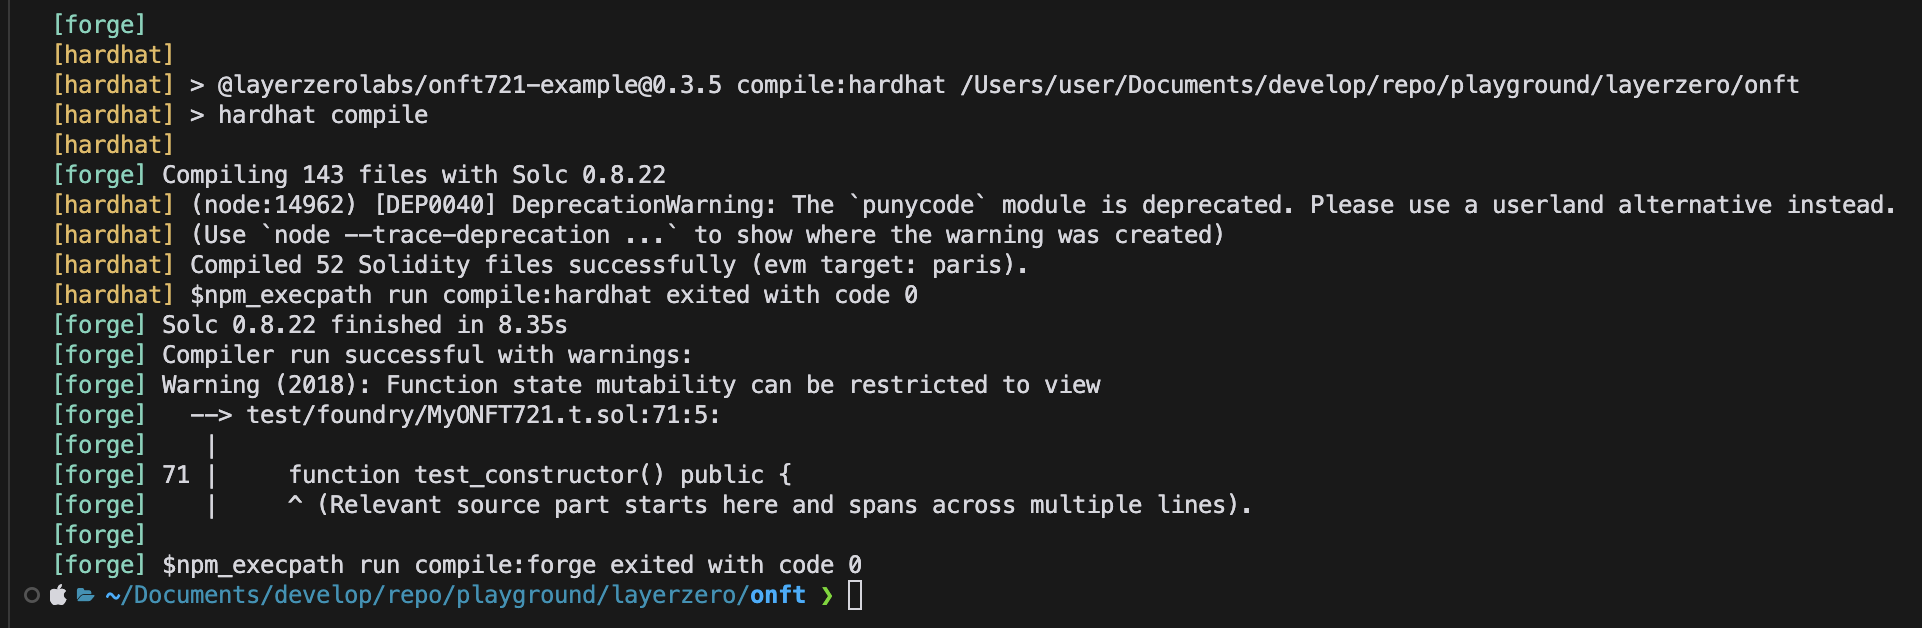 [forge]
[hardhat]
[hardhat] > @layerzerolabs/onft721-example@0.3.5 compile:hardhat /Users/user/Documents/develop/repo/playground/layerzero/onft
[hardhat] > hardhat compile
[hardhat]
[forge] Compiling 143 files with Solc 0.8.22
[hardhat] (node:14962) [DEP0040] DeprecationWarning: The `punycode` module is deprecated. Please use a userland alternative instead.
[hardhat] (Use `node --trace-deprecation ...` to show where the warning was created)
[hardhat] Compiled 52 Solidity files successfully (evm target: paris).
[hardhat] $npm_execpath run compile:hardhat exited with code 0
[forge] Solc 0.8.22 finished in 8.35s
[forge] Compiler run successful with warnings:
[forge] Warning (2018): Function state mutability can be restricted to view
[forge]   --> test/foundry/MyONFT721.t.sol:71:5:
[forge]    |
[forge] 71 |     function test_constructor() public {
[forge]    |     ^ (Relevant source part starts here and spans across multiple lines).
[forge]
[forge] $npm_execpath run compile:forge exited with code 0
~/Documents/develop/repo/playground/layerzero/onft ❯